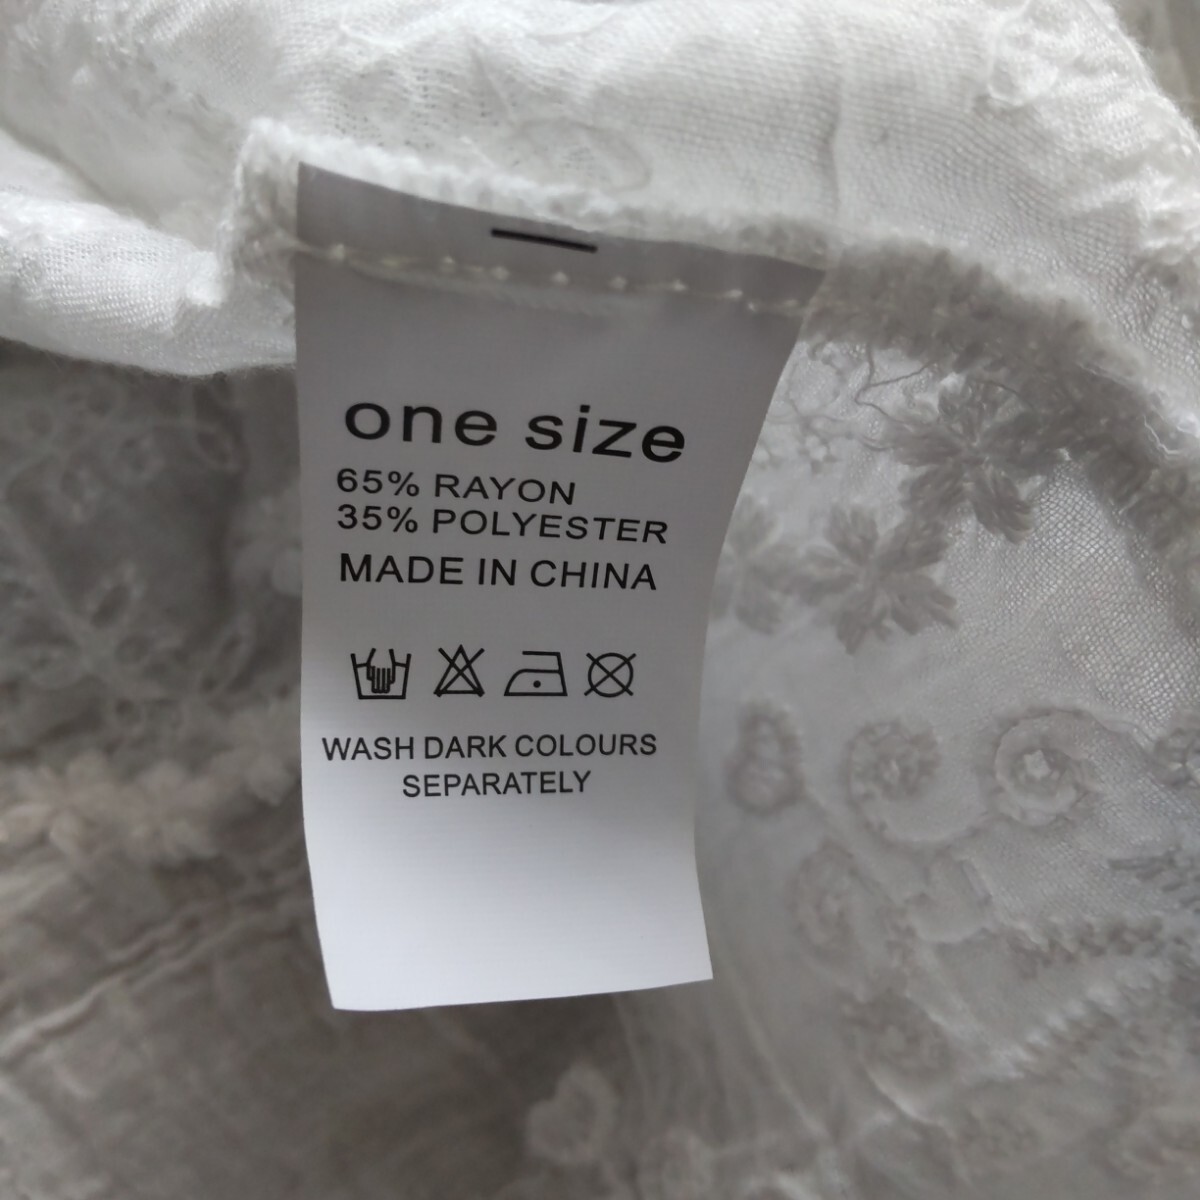 one size
65% RAYON
35% POLYESTER
MADE IN CHINA
WASH DARK COLOURS
SEPARATELY